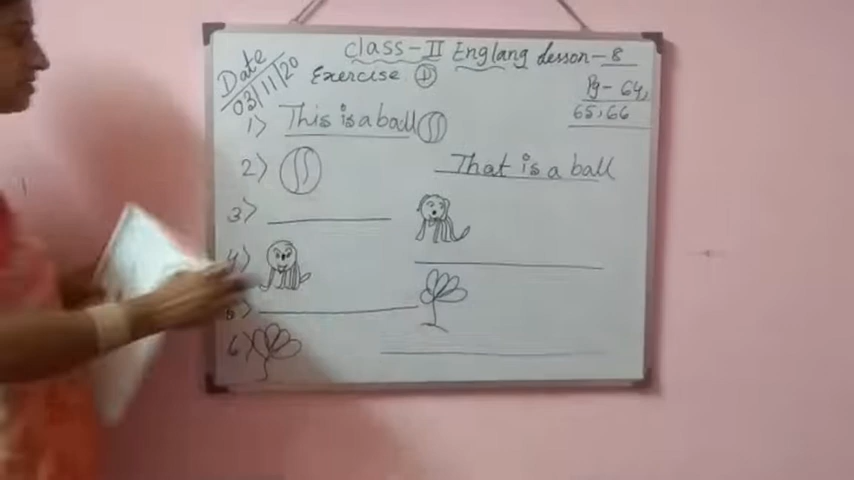 Class-II Englang Lesson-8
Date
03/11/20
Exercise ①
Pg-64,
65,66
1> This is a ball
2> That is a ball
3>
4>
5>
6>